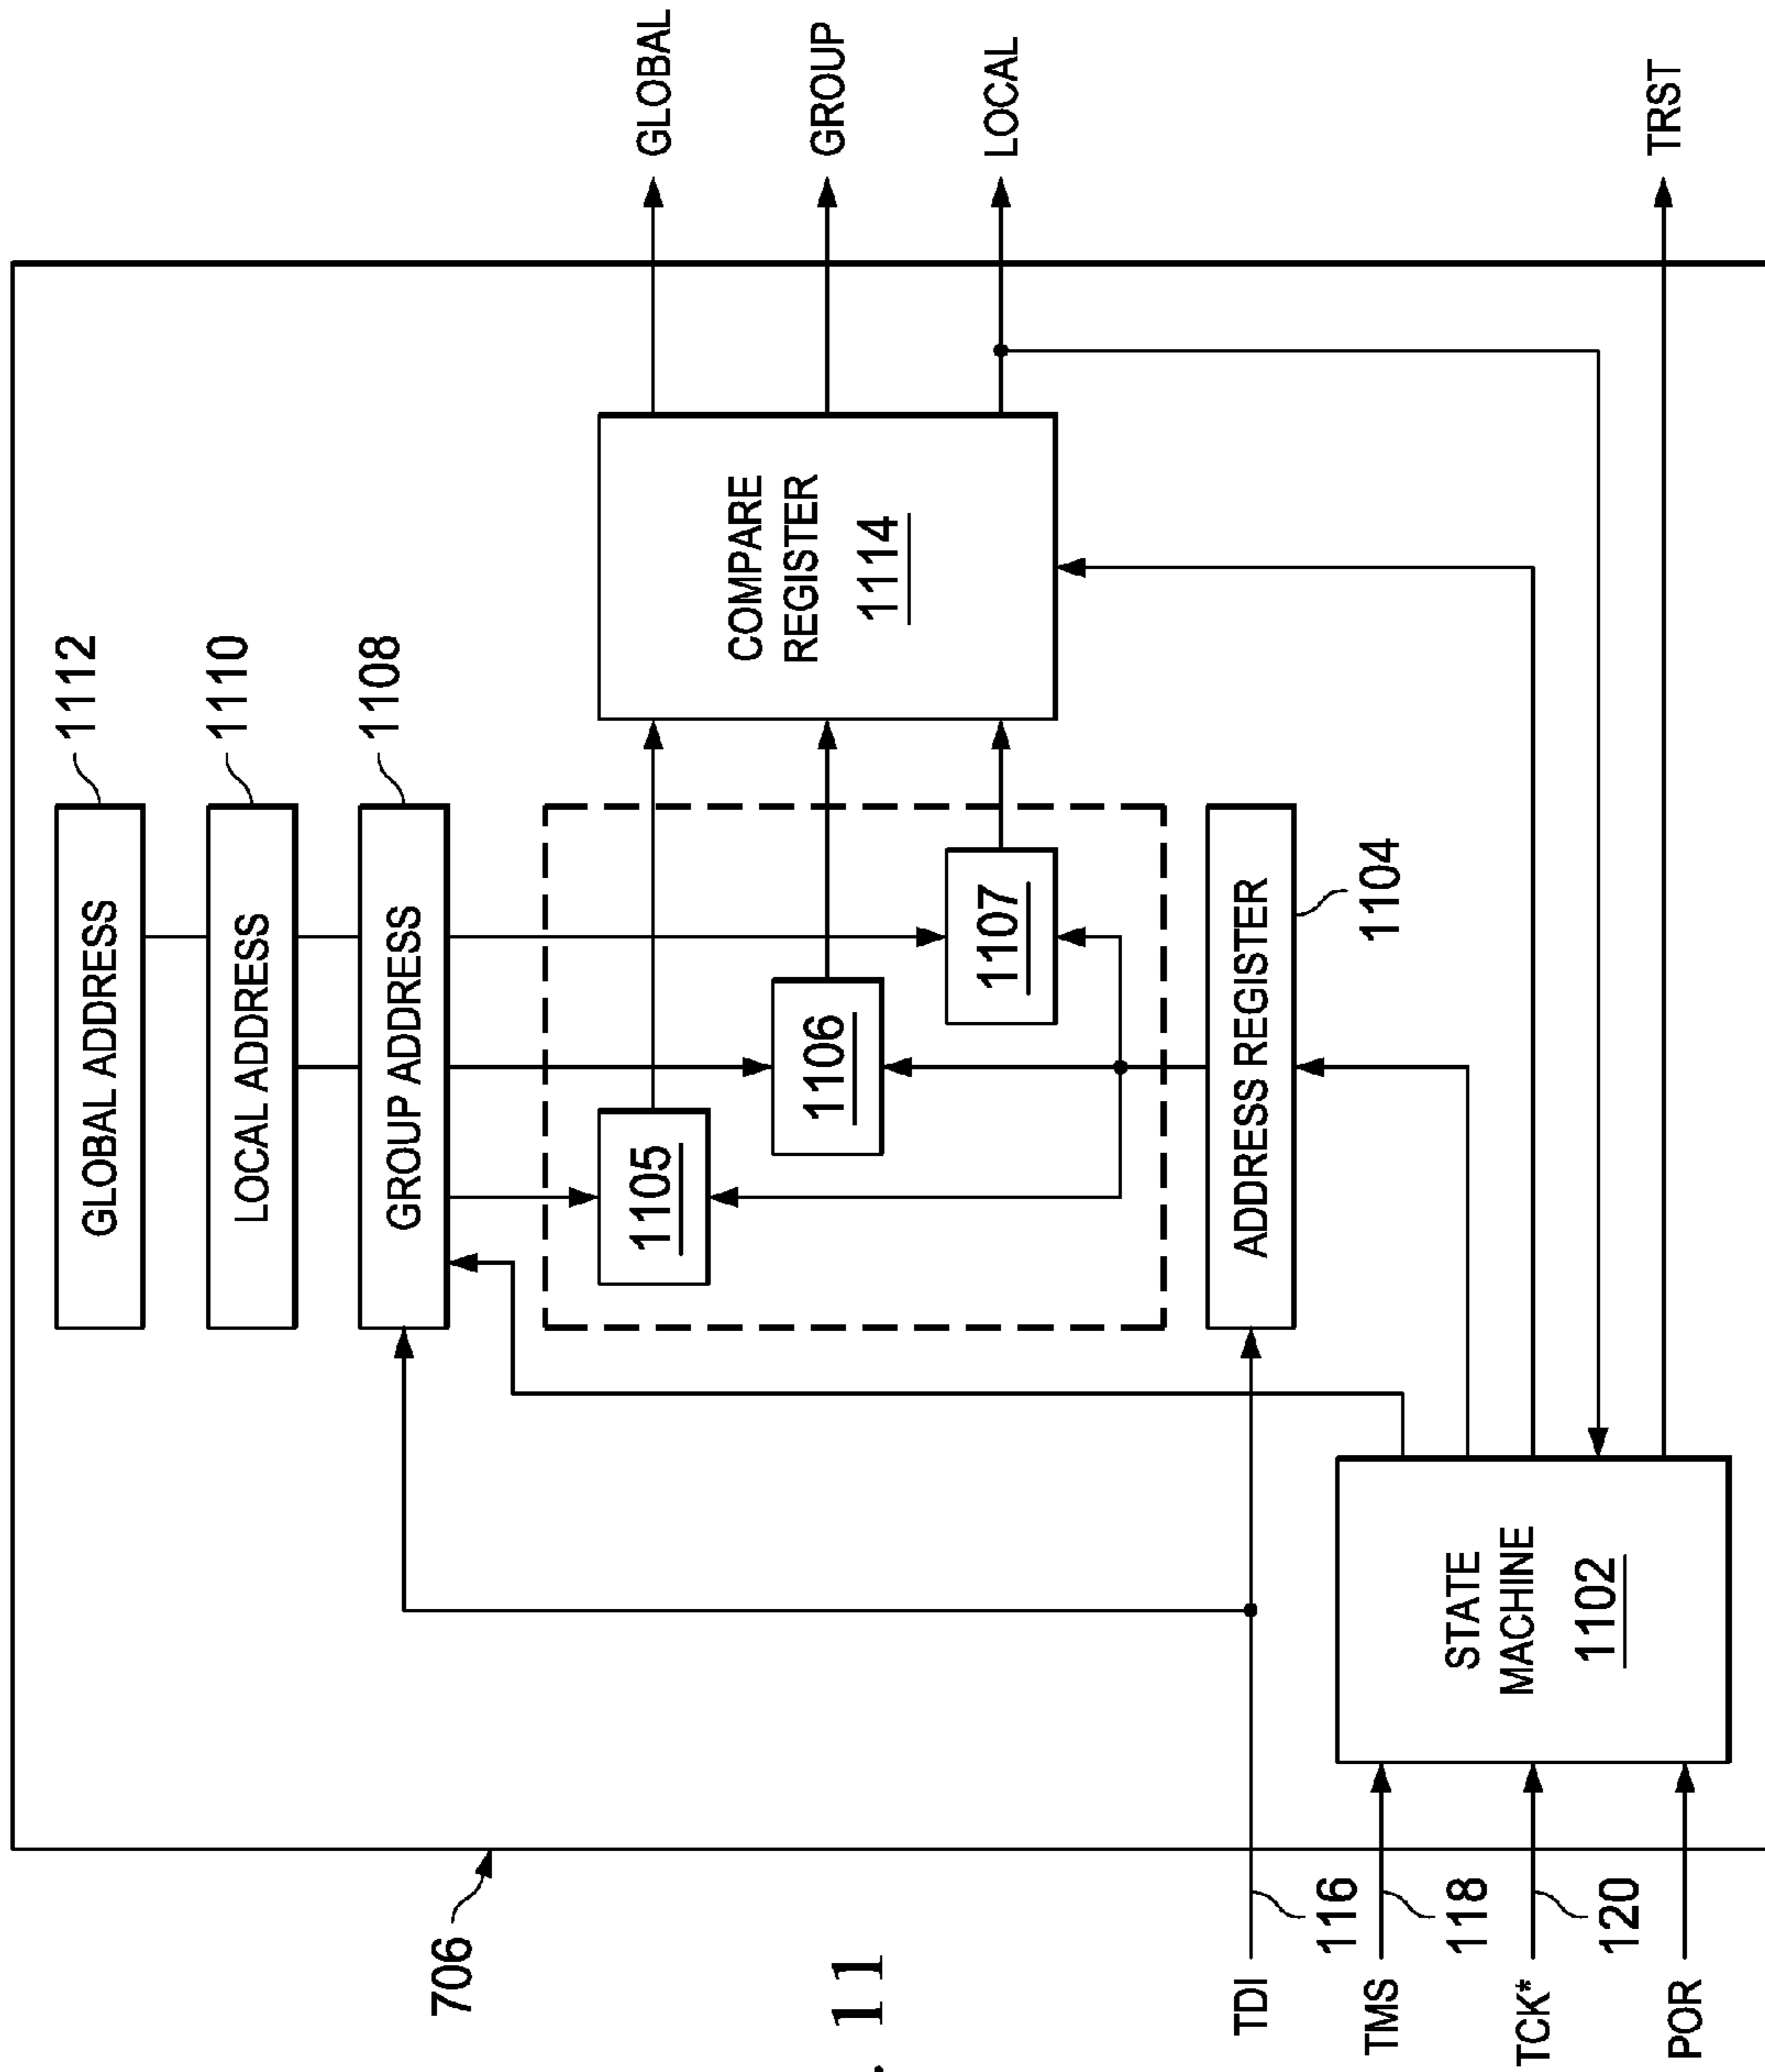 706
GLOBAL ADDRESS
1112
LOCAL ADDRESS
1110
GROUP ADDRESS
1108
1105
1106
1107
COMPARE
REGISTER
1114
GLOBAL
GROUP
LOCAL
ADDRESS REGISTER
1104
TDI
116
TMS
118
TCK*
120
POR
STATE
MACHINE
1102
TRST
. 11